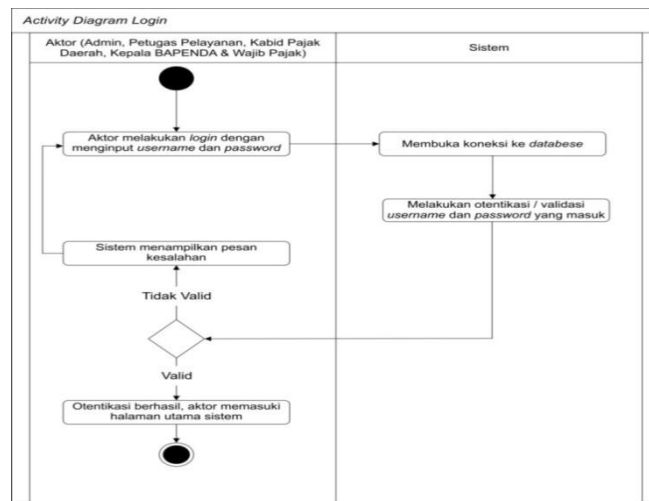 Activity Diagram Login
Aktor (Admin, Petugas Pelayanan, Kabid Pajak
Daerah, Kepala BAPENDA & Wajib Pajak)
Sistem
Aktor melakukan login dengan
menginput username dan password
Membuka koneksi ke databese
Melakukan otentikasi / validasi
username dan password yang masuk
Sistem menampilkan pesan
kesalahan
Tidak Valid
Valid
Otentikasi berhasil, aktor memasuki
halaman utama sistem